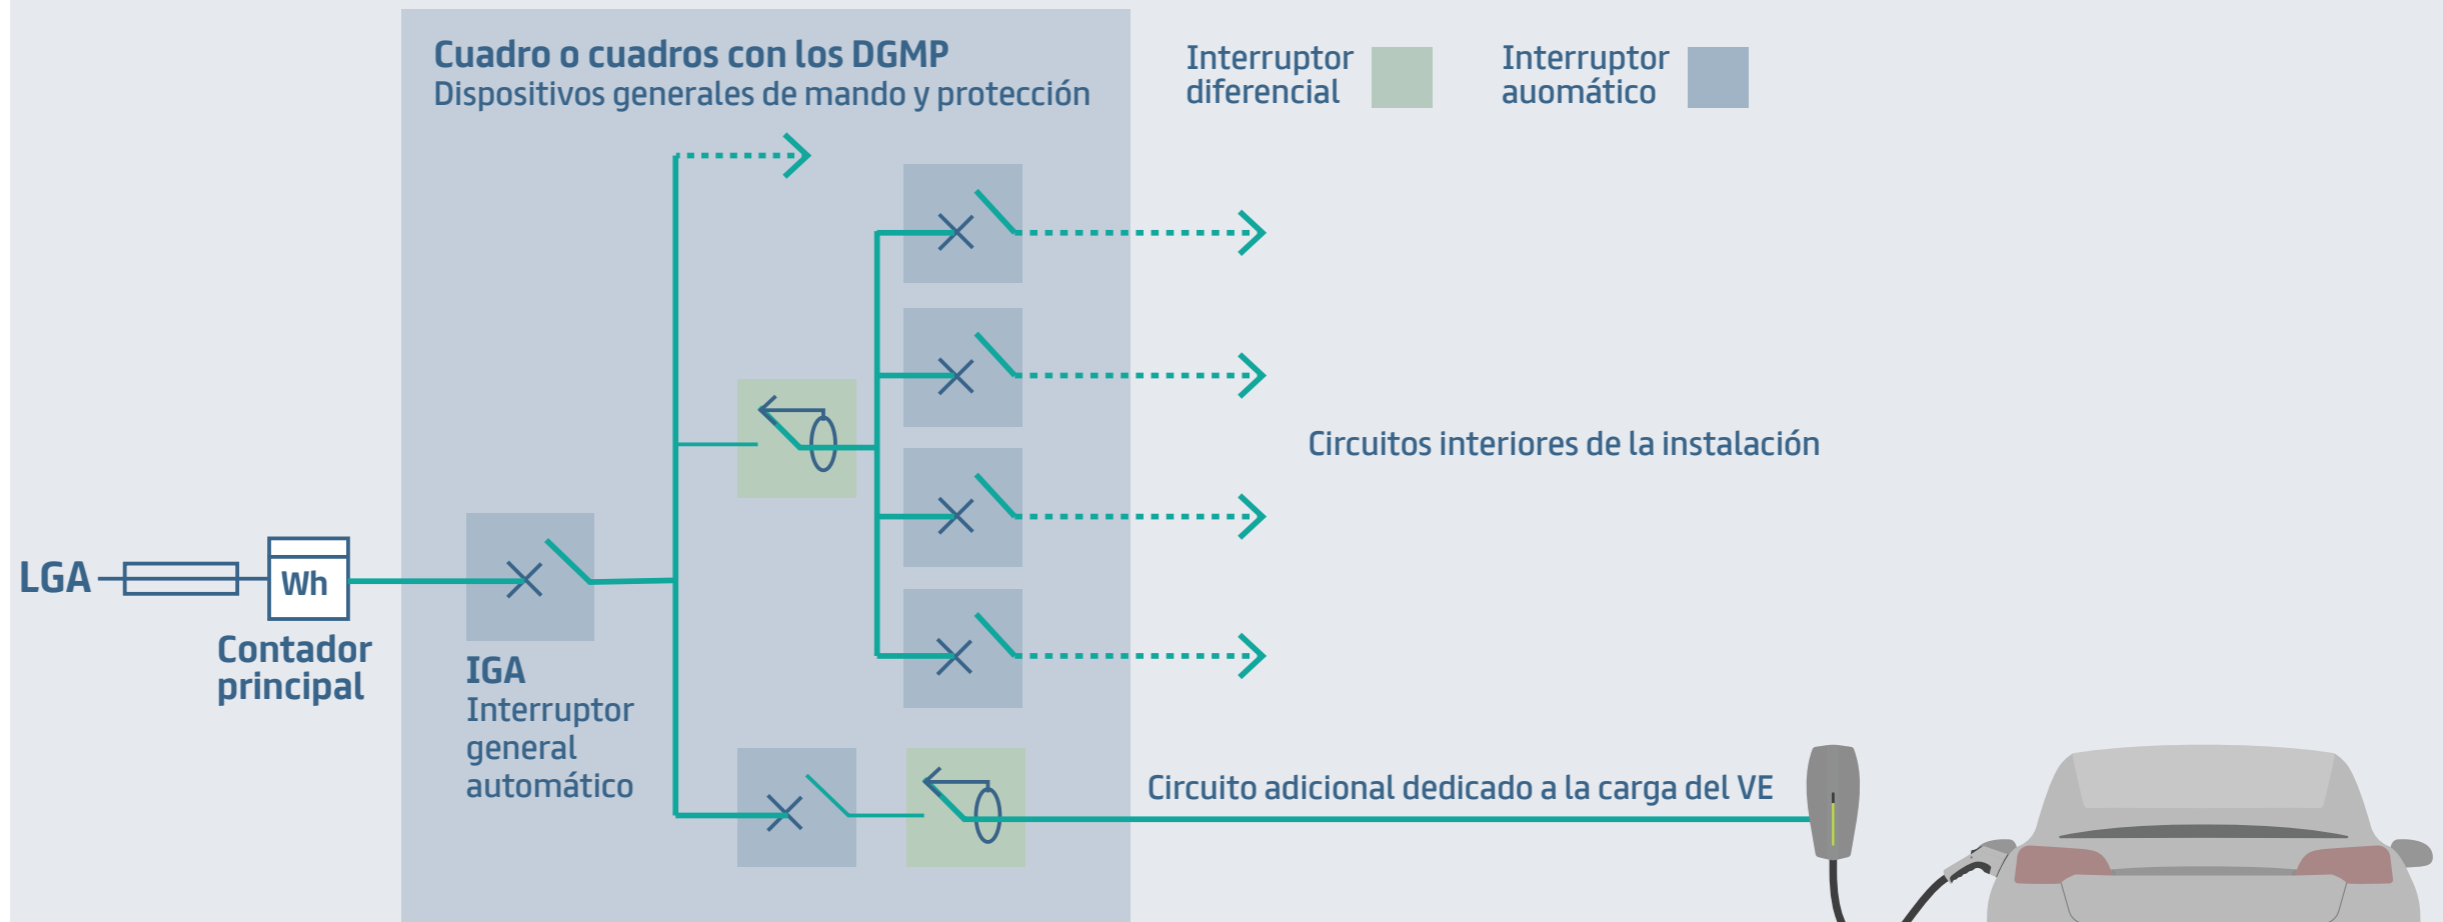 Cuadro o cuadros con los DGMP
Dispositivos generales de mando y protección
Interruptor
diferencial
Interruptor
auomático
Circuitos interiores de la instalación
LGA
Wh
Contador
principal
IGA
Interruptor
general
automático
Circuito adicional dedicado a la carga del VE